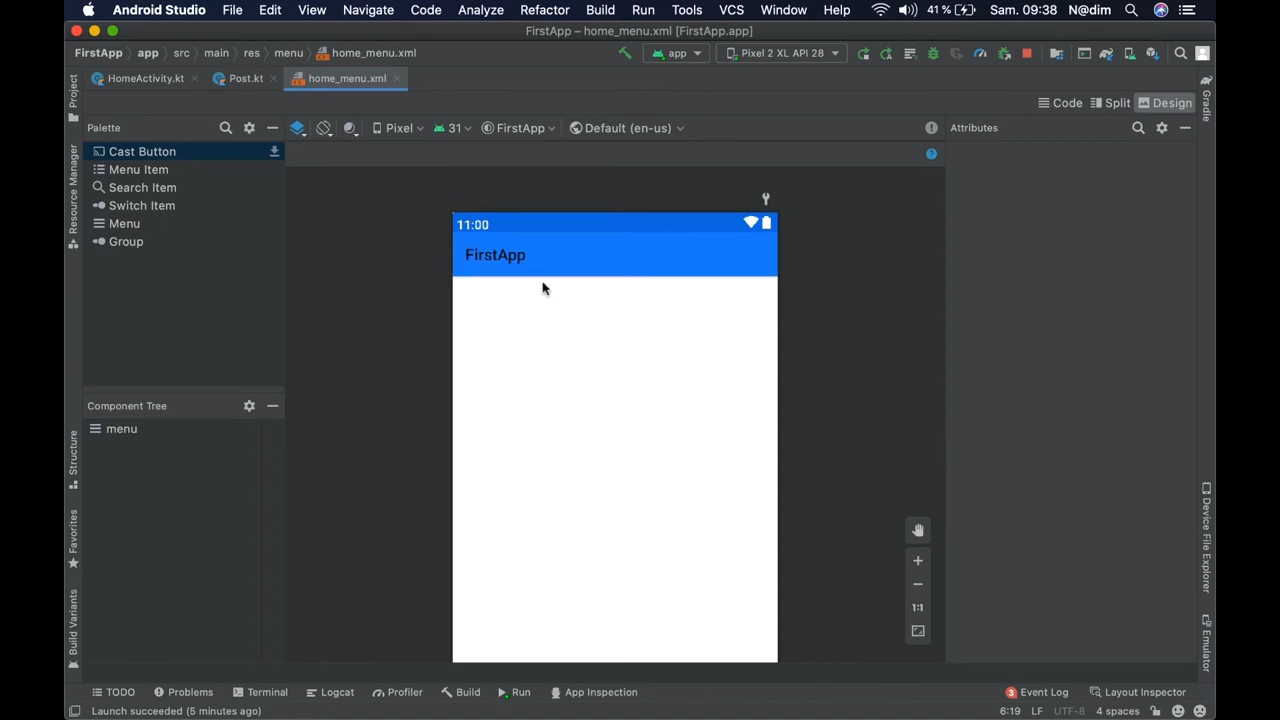 Android Studio File Edit View Navigate Code Analyze Refactor Build Run Tools VCS Window Help 41 % Sam. 09:38 N@dim
FirstApp – home_menu.xml [FirstApp.app]
FirstApp app src main res menu home_menu.xml app Pixel 2 XL API 28
HomeActivity.kt Post.kt home_menu.xml
Code Split Design
Palette Pixel 31 FirstApp Default (en-us) Attributes
Cast Button
Menu Item
Search Item
Switch Item
Menu
Group
11:00
FirstApp
Component Tree
menu
1:1
Project
Resource Manager
Structure
Favorites
Build Variants
Gradle
Device File Explorer
Emulator
TODO Problems Terminal Logcat Profiler Build Run App Inspection 3 Event Log Layout Inspector
Launch succeeded (5 minutes ago) 6:19 LF UTF-8 4 spaces